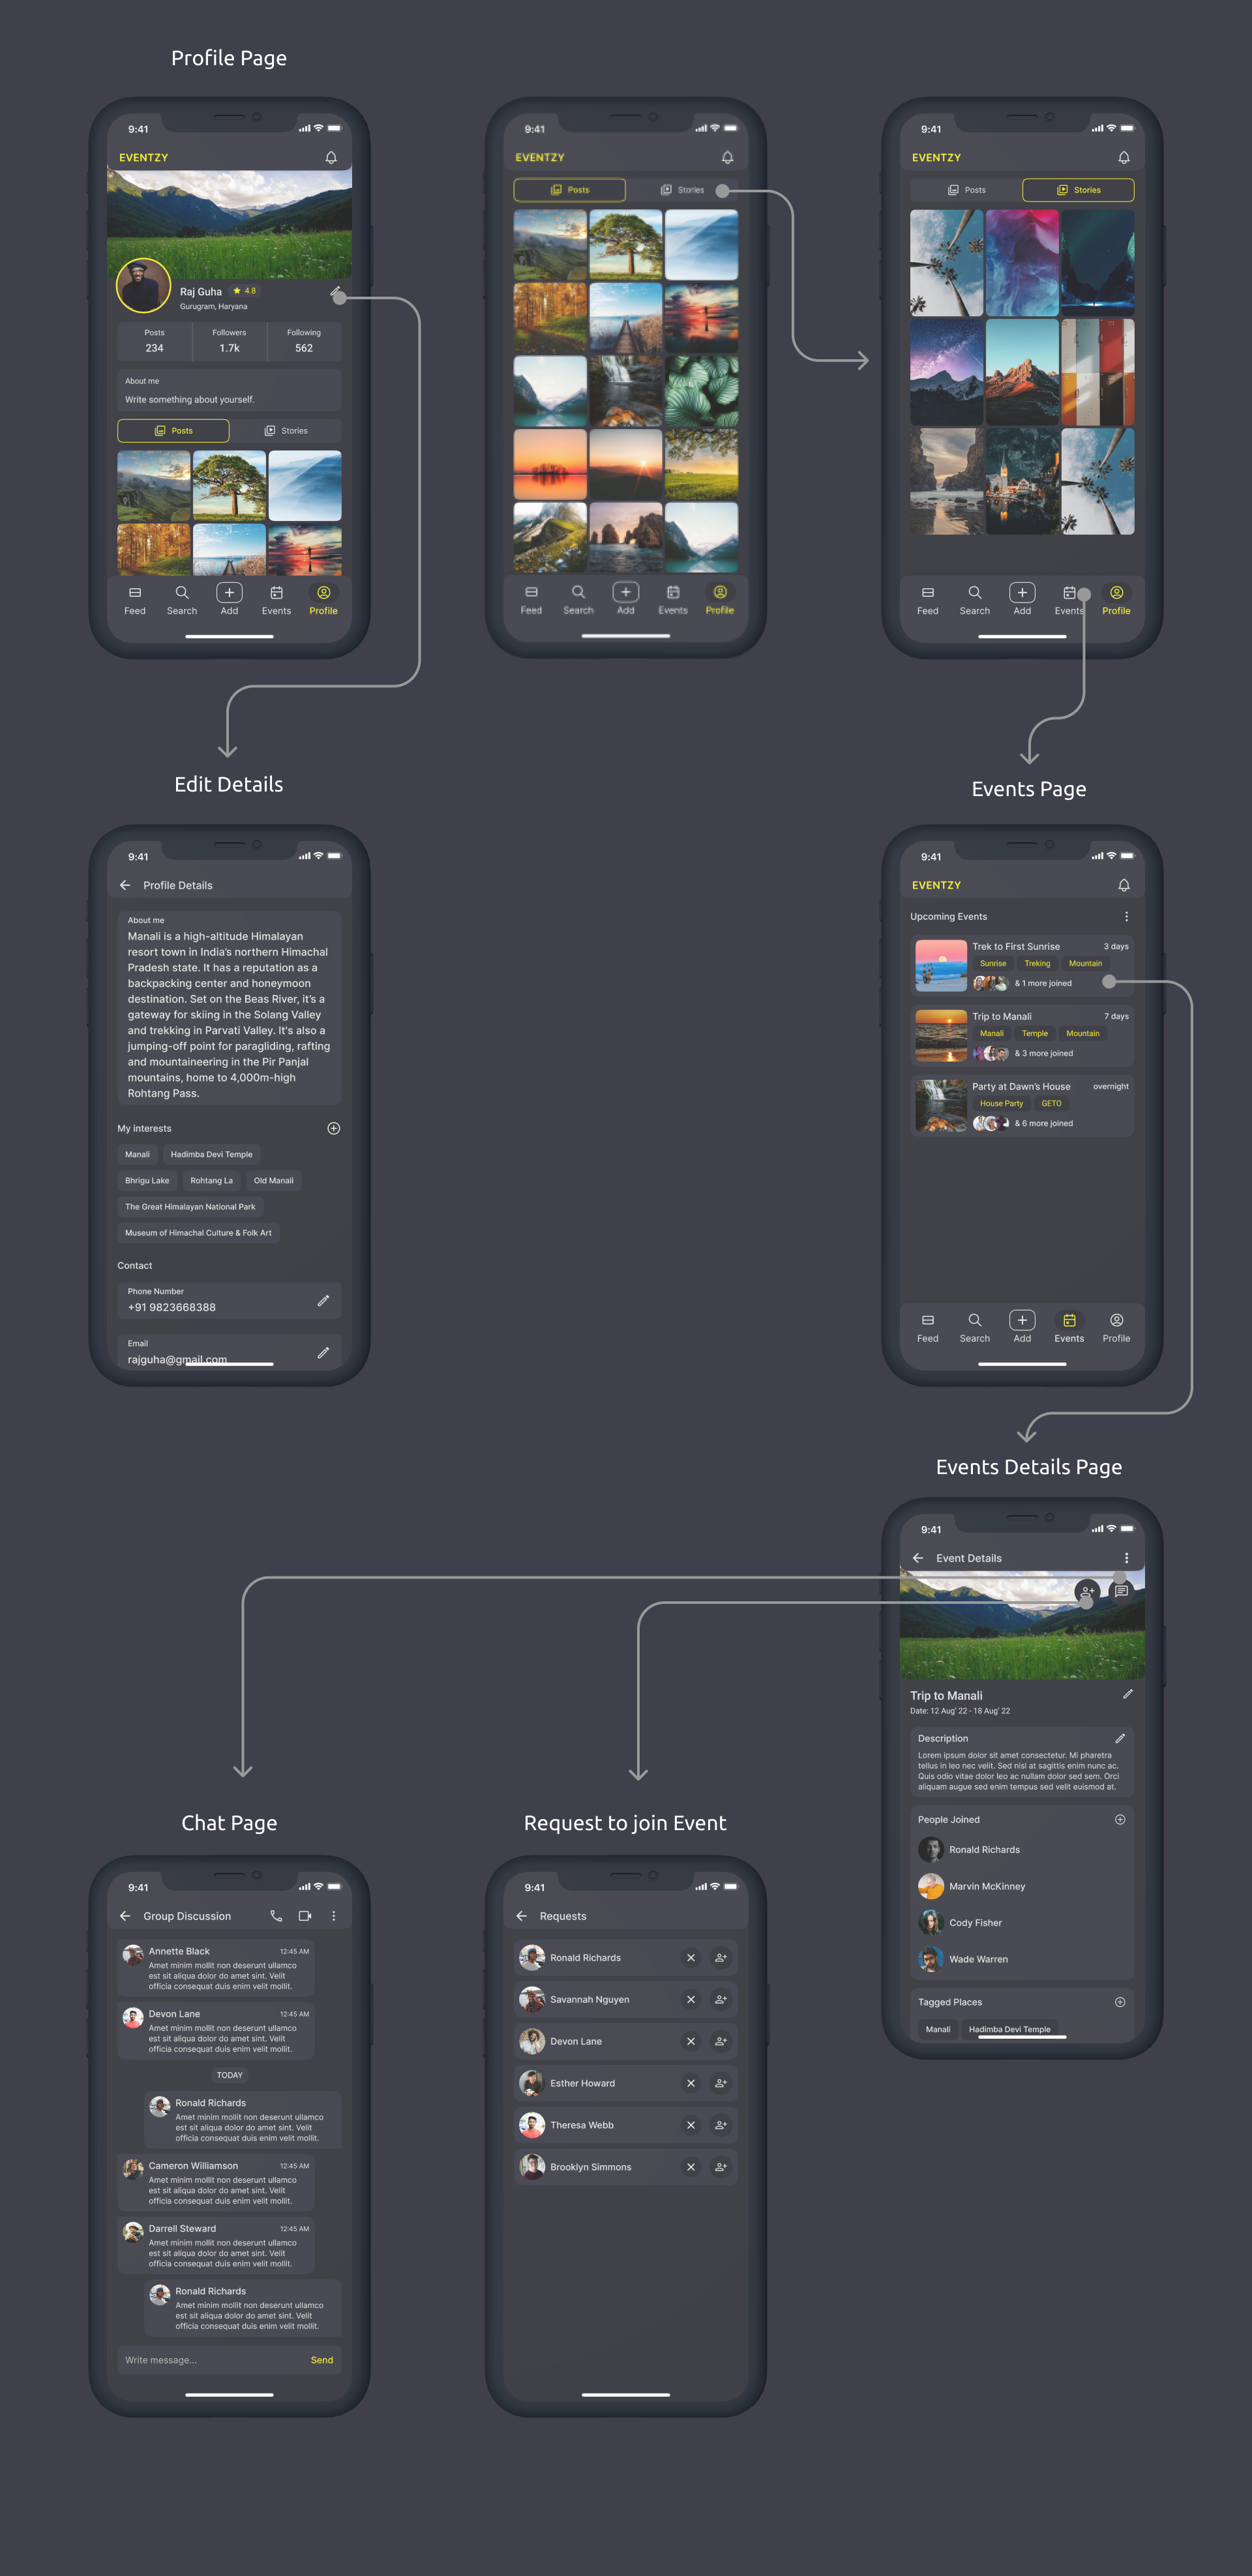 Profile Page
9:41
EVENTZY
Raj Guha ★ 4.8
Gurugram, Haryana
Posts Followers Following
234 1.7k 562
About me
Write something about yourself.
Posts Stories
Feed Search Add Events Profile
9:41
EVENTZY
Posts Stories
Feed Search Add Events Profile
9:41
EVENTZY
Posts Stories
Feed Search Add Events Profile
Edit Details
9:41
Profile Details
About me
Manali is a high-altitude Himalayan
resort town in India's northern Himachal
Pradesh state. It has a reputation as a
backpacking center and honeymoon
destination. Set on the Beas River, it's a
gateway for skiing in the Solang Valley
and trekking in Parvati Valley. It's also a
jumping-off point for paragliding, rafting
and mountaineering in the Pir Panjal
mountains, home to 4,000m-high
Rohtang Pass.
My interests
Manali Hadimba Devi Temple
Bhrigu Lake Rohtang La Old Manali
The Great Himalayan National Park
Museum of Himachal Culture & Folk Art
Contact
Phone Number
+91 9823668388
Email
rajguha@gmail.com
Events Page
9:41
EVENTZY
Upcoming Events
Trek to First Sunrise 3 days
Sunrise Treking Mountain
& 1 more joined
Trip to Manali 7 days
Manali Temple Mountain
& 3 more joined
Party at Dawn's House overnight
House Party GETO
& 6 more joined
Feed Search Add Events Profile
Events Details Page
9:41
Event Details
Trip to Manali
Date: 12 Aug' 22 - 18 Aug' 22
Description
Lorem ipsum dolor sit amet consectetur. Mi pharetra
tellus in leo nec velit. Sed nisl at sagittis enim nunc ac.
Quis odio vitae dolor leo ac nullam dolor sed sem. Orci
aliquam augue sed enim tempus sed velit euismod at.
People Joined
Ronald Richards
Marvin McKinney
Cody Fisher
Wade Warren
Tagged Places
Manali Hadimba Devi Temple
Chat Page
9:41
Group Discussion
Annette Black 12:45 AM
Amet minim mollit non deserunt ullamco
est sit aliqua dolor do amet sint. Velit
officia consequat duis enim velit mollit.
Devon Lane 12:45 AM
Amet minim mollit non deserunt ullamco
est sit aliqua dolor do amet sint. Velit
officia consequat duis enim velit mollit.
TODAY
Ronald Richards
Amet minim mollit non deserunt ullamco
est sit aliqua dolor do amet sint. Velit
officia consequat duis enim velit mollit.
Cameron Williamson 12:45 AM
Amet minim mollit non deserunt ullamco
est sit aliqua dolor do amet sint. Velit
officia consequat duis enim velit mollit.
Darrell Steward 12:45 AM
Amet minim mollit non deserunt ullamco
est sit aliqua dolor do amet sint. Velit
officia consequat duis enim velit mollit.
Ronald Richards
Amet minim mollit non deserunt ullamco
est sit aliqua dolor do amet sint. Velit
officia consequat duis enim velit mollit.
Write message... Send
Request to join Event
9:41
Requests
Ronald Richards
Savannah Nguyen
Devon Lane
Esther Howard
Theresa Webb
Brooklyn Simmons